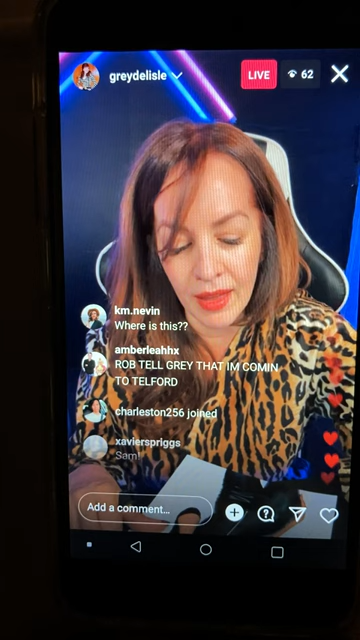 greydelisle
LIVE
62
km.nevin
Where is this??
amberleahhx
ROB TELL GREY THAT IM COMIN
TO TELFORD
charleston256 joined
xavierspriggs
Sam!
Add a comment...